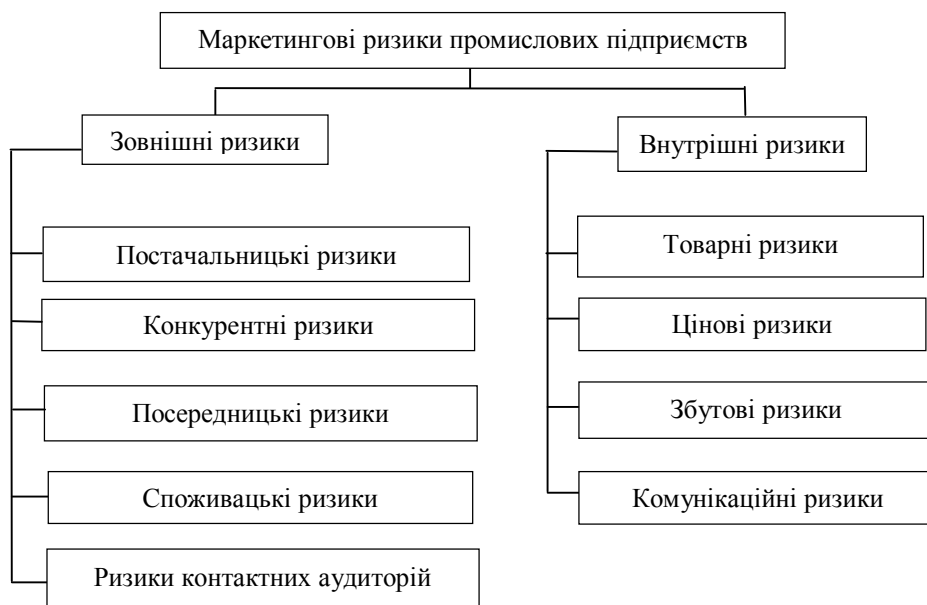 Маркетингові ризики промислових підприємств
Зовнішні ризики
Постачальницькі ризики
Конкурентні ризики
Посередницькі ризики
Споживацькі ризики
Ризики контактних аудиторій
Внутрішні ризики
Товарні ризики
Цінові ризики
Збутові ризики
Комунікаційні ризики